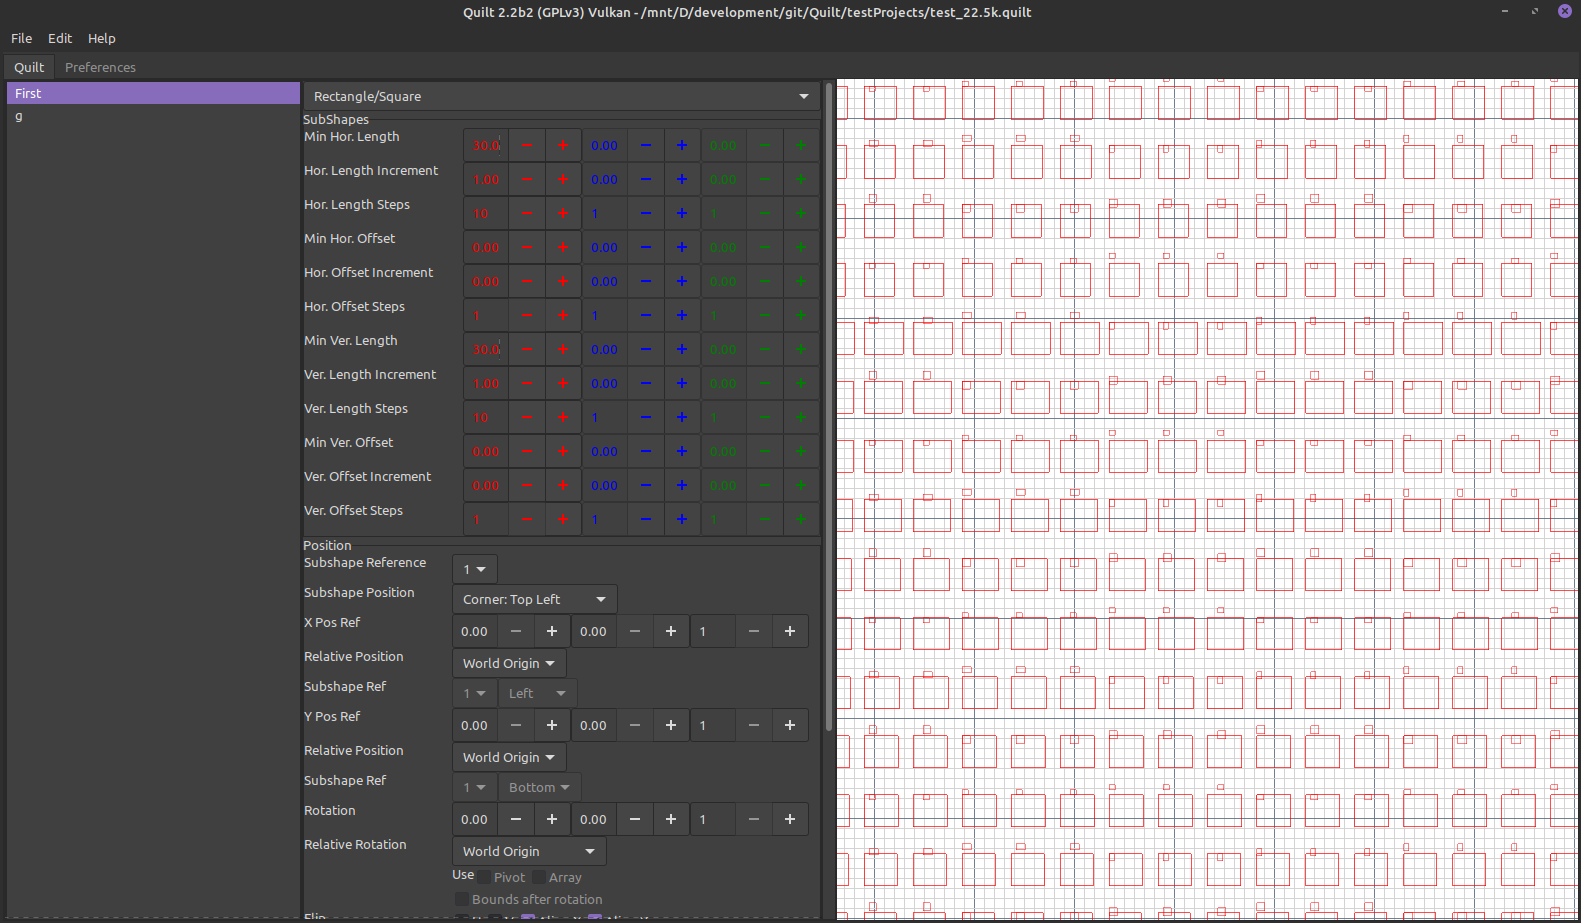 Quilt 2.2b2 (GPLv3) Vulkan - /mnt/D/development/git/Quilt/testProjects/test_22.5k.quilt
File Edit Help
Quilt Preferences
First
g
Rectangle/Square
SubShapes
Min Hor. Length 30.0 − + 0.00 − + 0.00 − +
Hor. Length Increment 1.00 − + 0.00 − + 0.00 − +
Hor. Length Steps 10 − + 1 − + 1 − +
Min Hor. Offset 0.00 − + 0.00 − + 0.00 − +
Hor. Offset Increment 0.00 − + 0.00 − + 0.00 − +
Hor. Offset Steps 1 − + 1 − + 1 − +
Min Ver. Length 30.0 − + 0.00 − + 0.00 − +
Ver. Length Increment 1.00 − + 0.00 − + 0.00 − +
Ver. Length Steps 10 − + 1 − + 1 − +
Min Ver. Offset 0.00 − + 0.00 − + 0.00 − +
Ver. Offset Increment 0.00 − + 0.00 − + 0.00 − +
Ver. Offset Steps 1 − + 1 − + 1 − +
Position
Subshape Reference 1
Subshape Position Corner: Top Left
X Pos Ref 0.00 − + 0.00 − + 1 − +
Relative Position World Origin
Subshape Ref 1 Left
Y Pos Ref 0.00 − + 0.00 − + 1 − +
Relative Position World Origin
Subshape Ref 1 Bottom
Rotation 0.00 − + 0.00 − + 1 − +
Relative Rotation World Origin
Use Pivot Array
Bounds after rotation